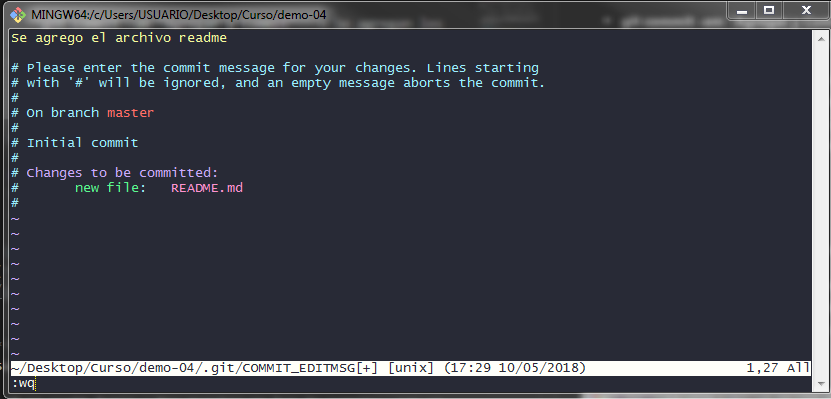 MINGW64:/c/Users/USUARIO/Desktop/Curso/demo-04
Se agrego el archivo readme
# Please enter the commit message for your changes. Lines starting
# with '#' will be ignored, and an empty message aborts the commit.
#
# On branch master
#
# Initial commit
#
# Changes to be committed:
#       new file:   README.md
#
~
~
~
~
~
~
~
~
~
~
~/Desktop/Curso/demo-04/.git/COMMIT_EDITMSG[+] [unix] (17:29 10/05/2018) 1,27 All
:wq